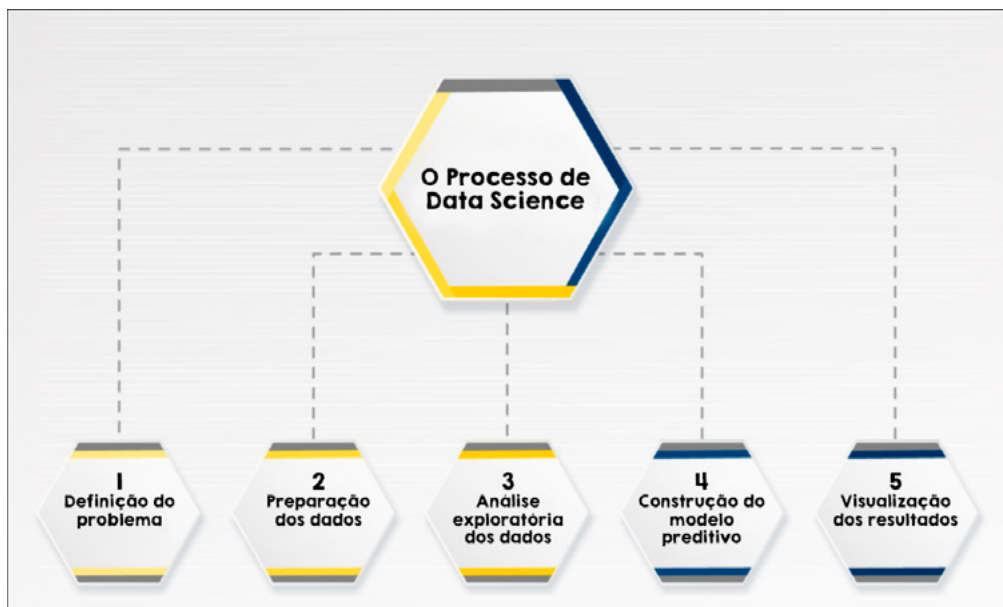 O Processo de
Data Science
1
Definição do
problema
2
Preparação
dos dados
3
Análise
exploratória
dos dados
4
Construção do
modelo
preditivo
5
Visualização
dos resultados